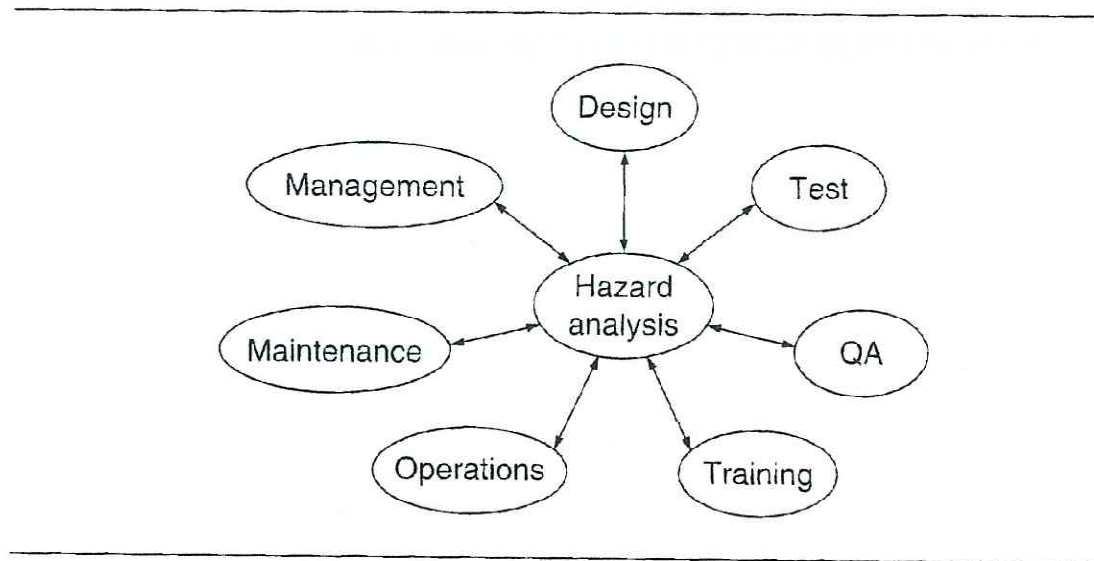 Design
Management
Test
Hazard
analysis
Maintenance
QA
Operations
Training